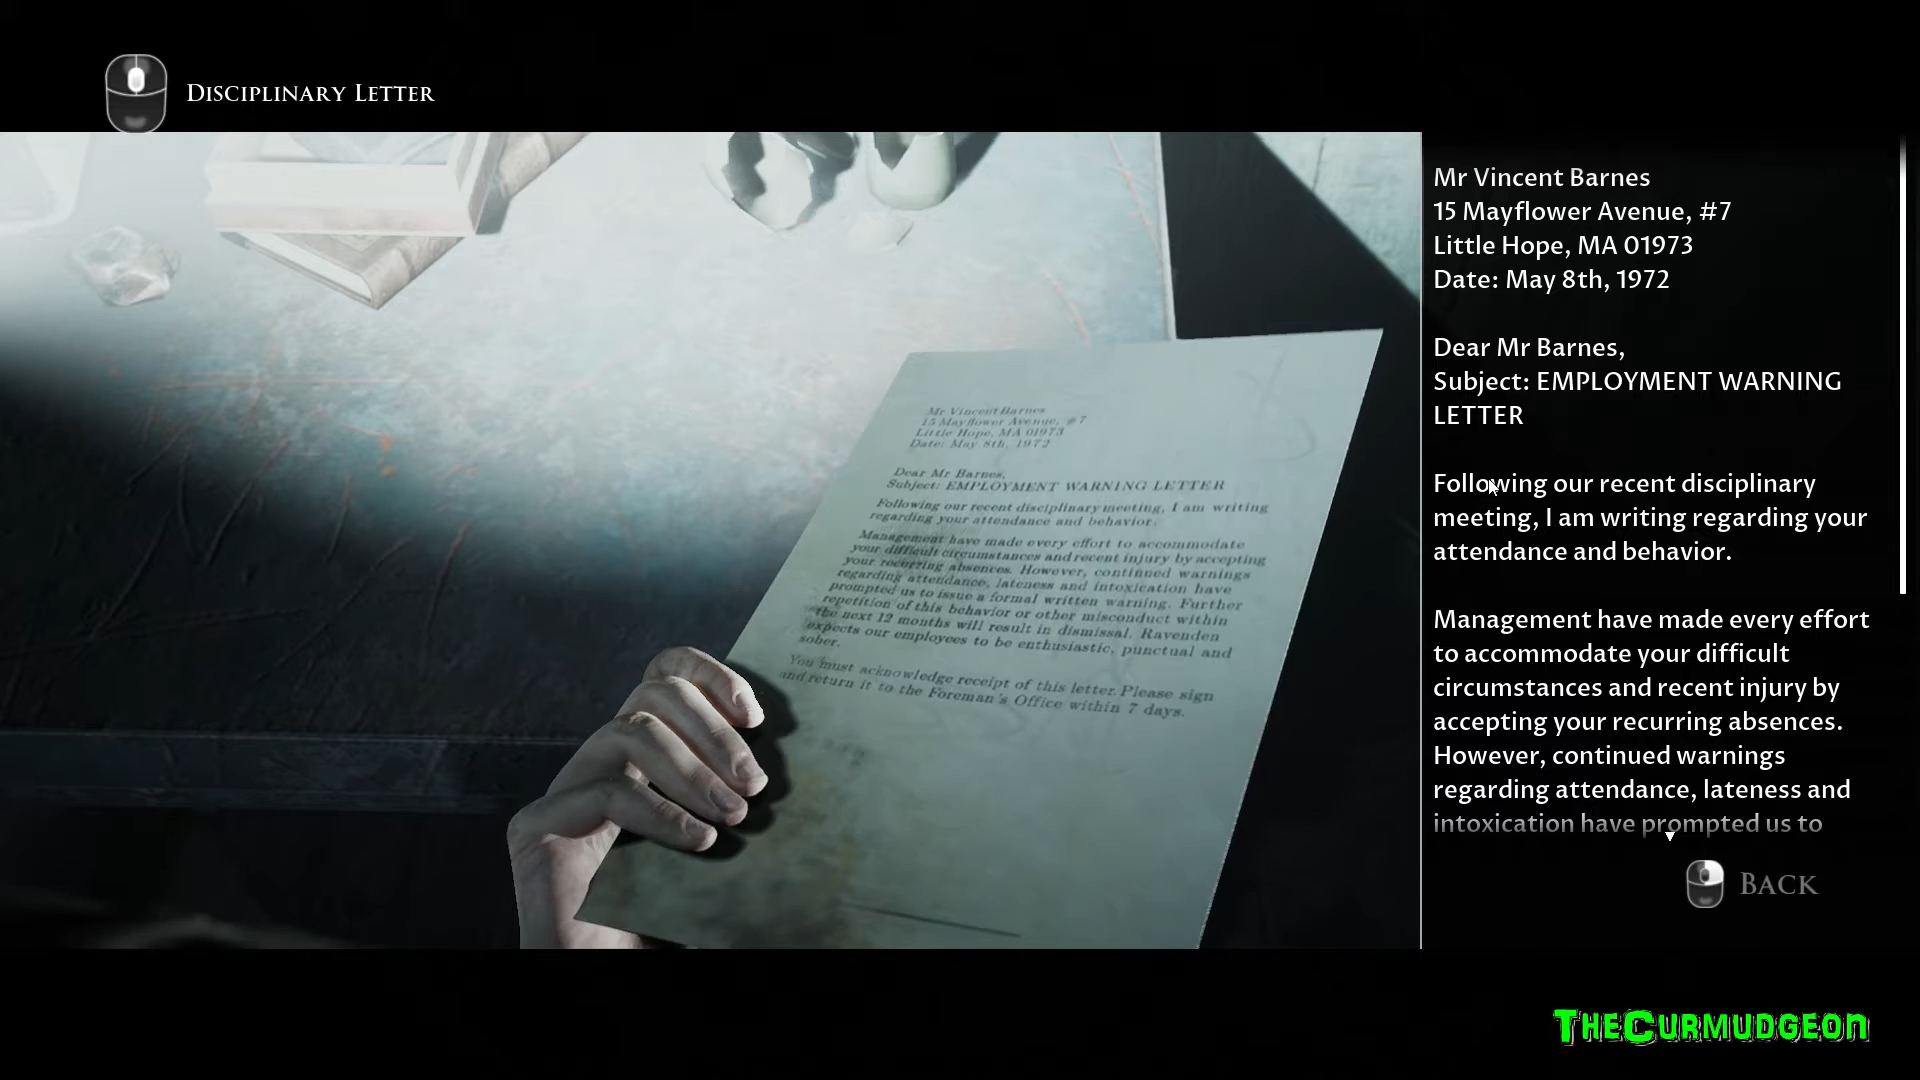 Disciplinary Letter
Mr Vincent Barnes
15 Mayflower Avenue, #7
Little Hope, MA 01973
Date: May 8th, 1972
Dear Mr Barnes,
Subject: EMPLOYMENT WARNING LETTER
Following our recent disciplinary meeting, I am writing
regarding your attendance and behavior.
Management have made every effort to accommodate
your difficult circumstances and recent injury by accepting
your recurring absences. However, continued warnings
regarding attendance, lateness and intoxication have
prompted us to issue a formal written warning. Further
repetition of this behavior or other misconduct within
the next 12 months will result in dismissal. Ravenden
expects our employees to be enthusiastic, punctual and
sober.
You must acknowledge receipt of this letter. Please sign
and return it to the Foreman's Office within 7 days.
Mr Vincent Barnes
15 Mayflower Avenue, #7
Little Hope, MA 01973
Date: May 8th, 1972
Dear Mr Barnes,
Subject: EMPLOYMENT WARNING
LETTER
Following our recent disciplinary
meeting, I am writing regarding your
attendance and behavior.
Management have made every effort
to accommodate your difficult
circumstances and recent injury by
accepting your recurring absences.
However, continued warnings
regarding attendance, lateness and
intoxication have prompted us to
Back
TheCurmudgeon